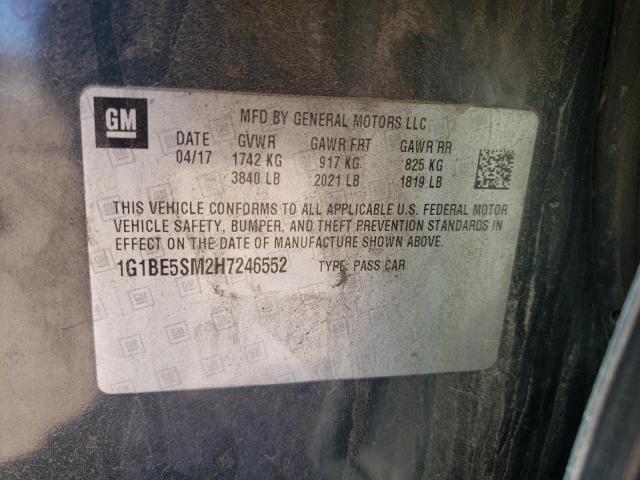 GM
MFD BY GENERAL MOTORS LLC
DATE GVWR GAWR FRT GAWR RR
04/17 1742 KG 917 KG 825 KG
3840 LB 2021 LB 1819 LB
THIS VEHICLE CONFORMS TO ALL APPLICABLE U.S. FEDERAL MOTOR
VEHICLE SAFETY, BUMPER, AND THEFT PREVENTION STANDARDS IN
EFFECT ON THE DATE OF MANUFACTURE SHOWN ABOVE.
1G1BE5SM2H7246552 TYPE: PASS CAR